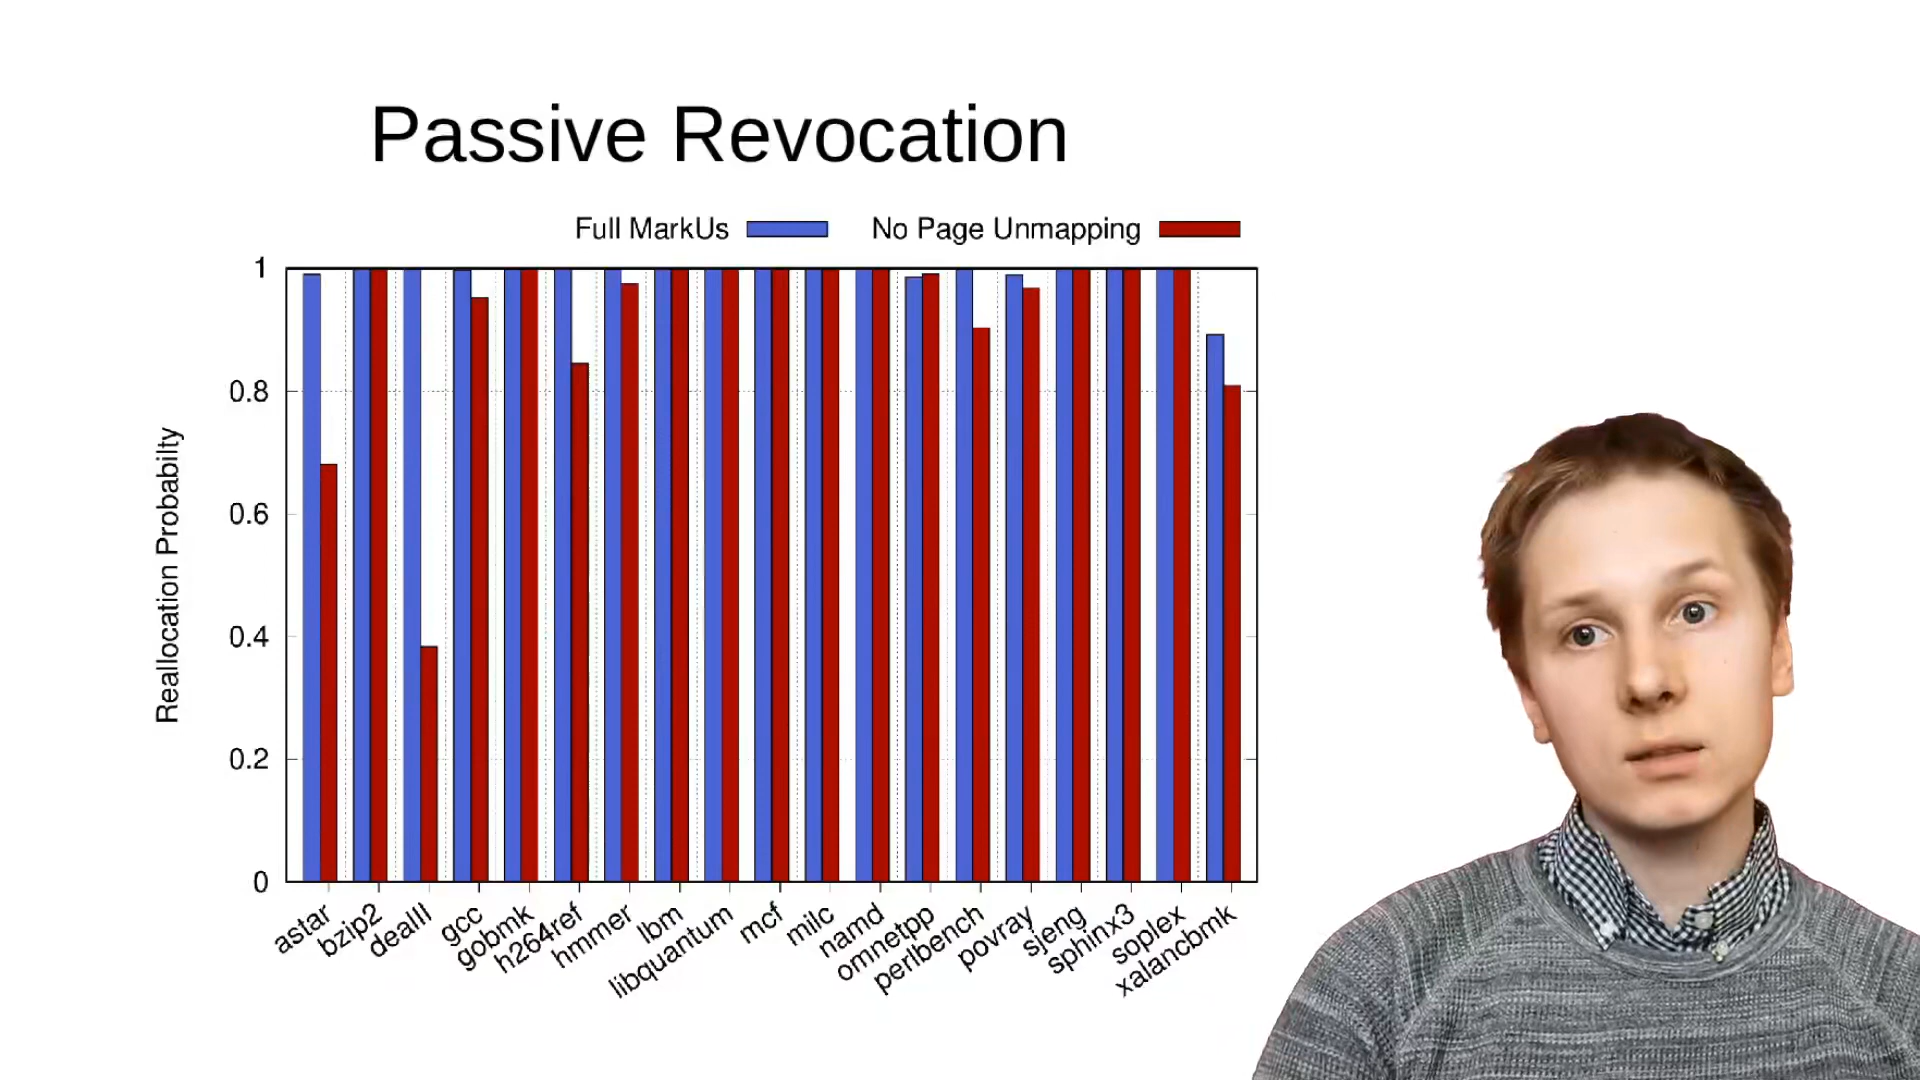 Passive Revocation
Full MarkUs
No Page Unmapping
1
0.8
0.6
0.4
0.2
0
Reallocation Probabilty
astar
bzip2
dealII
gcc
gobmk
h264ref
hmmer
lbm
libquantum
mcf
milc
namd
omnetpp
perlbench
povray
sjeng
sphinx3
soplex
xalancbmk